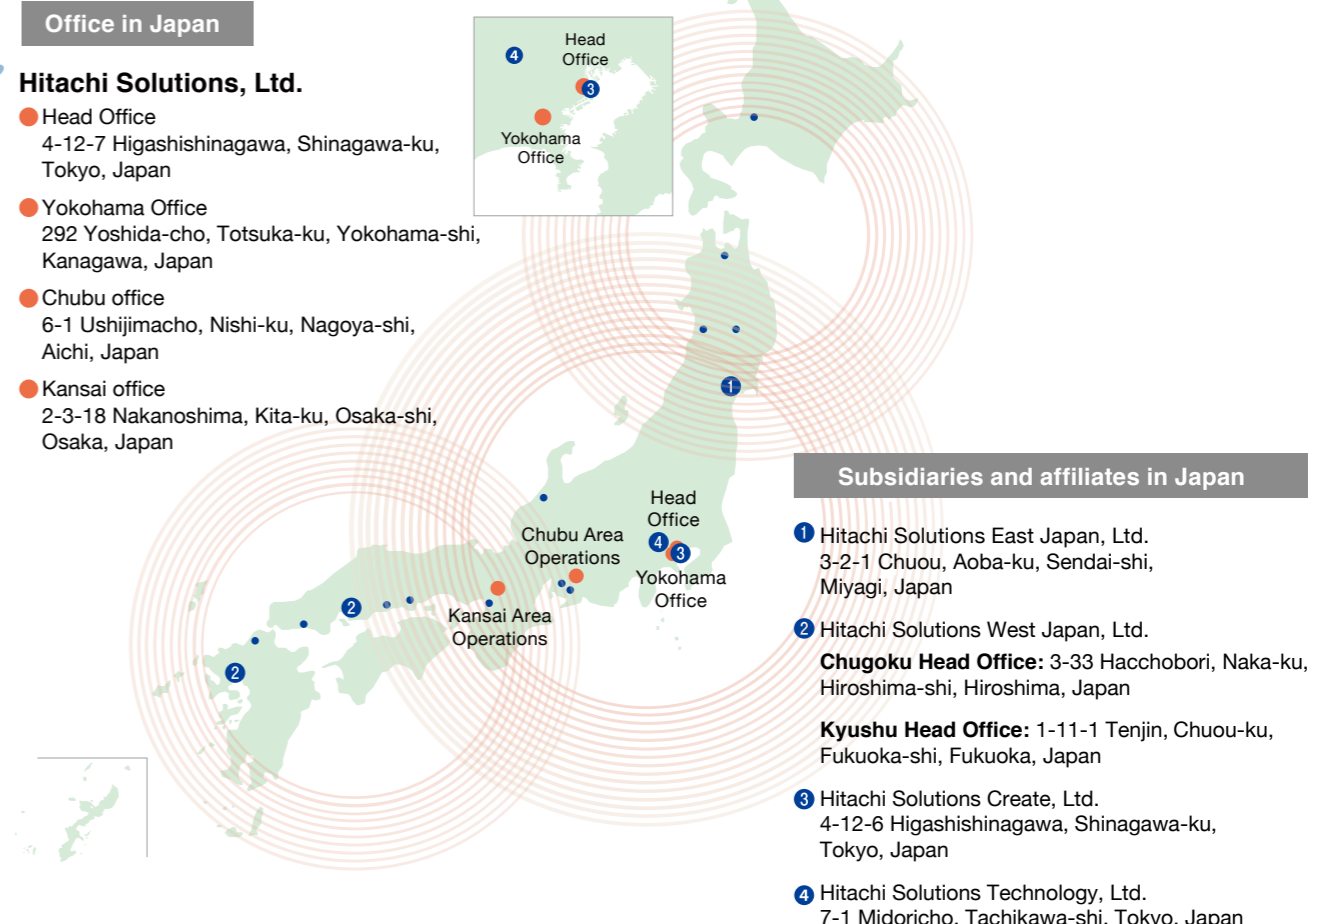 Office in Japan
Hitachi Solutions, Ltd.
Head Office
4-12-7 Higashishinagawa, Shinagawa-ku,
Tokyo, Japan
Yokohama Office
292 Yoshida-cho, Totsuka-ku, Yokohama-shi,
Kanagawa, Japan
Chubu office
6-1 Ushijimacho, Nishi-ku, Nagoya-shi,
Aichi, Japan
Kansai office
2-3-18 Nakanoshima, Kita-ku, Osaka-shi,
Osaka, Japan
4
Head
Office
3
Yokohama
Office
1
Head
Office
4
3
Yokohama
Office
Chubu Area
Operations
Kansai Area
Operations
2
2
Subsidiaries and affiliates in Japan
1 Hitachi Solutions East Japan, Ltd.
3-2-1 Chuou, Aoba-ku, Sendai-shi,
Miyagi, Japan
2 Hitachi Solutions West Japan, Ltd.
Chugoku Head Office: 3-33 Hacchobori, Naka-ku,
Hiroshima-shi, Hiroshima, Japan
Kyushu Head Office: 1-11-1 Tenjin, Chuou-ku,
Fukuoka-shi, Fukuoka, Japan
3 Hitachi Solutions Create, Ltd.
4-12-6 Higashishinagawa, Shinagawa-ku,
Tokyo, Japan
4 Hitachi Solutions Technology, Ltd.
7-1 Midoricho, Tachikawa-shi, Tokyo, Japan